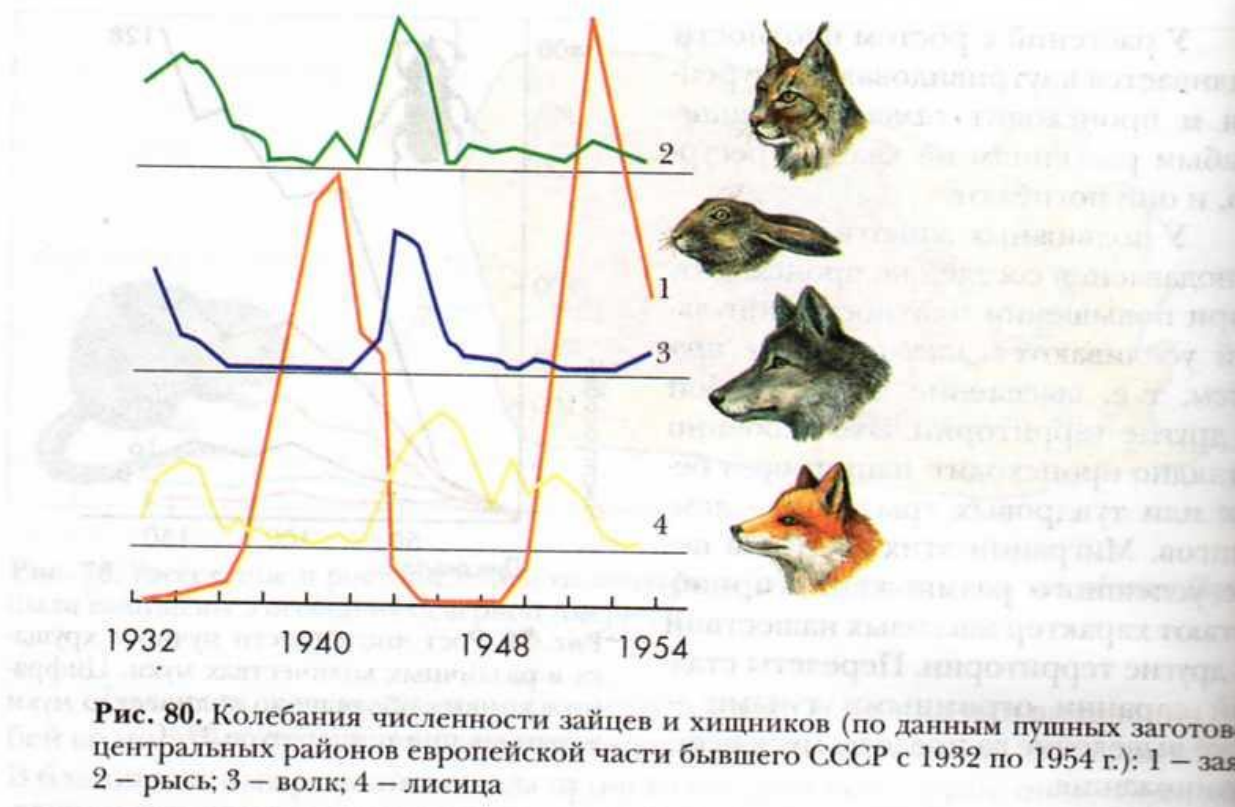 2
1
3
4
1932 1940 1948 1954
Рис. 80. Колебания численности зайцев и хищников (по данным пушных заготово
центральных районов европейской части бывшего СССР с 1932 по 1954 г.): 1 — зая
2 — рысь; 3 — волк; 4 — лисица